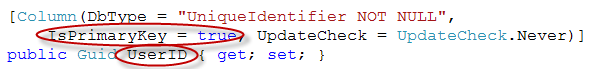 [Column(DbType = "UniqueIdentifier NOT NULL",
IsPrimaryKey = true, UpdateCheck = UpdateCheck.Never)]
public Guid UserID { get; set; }